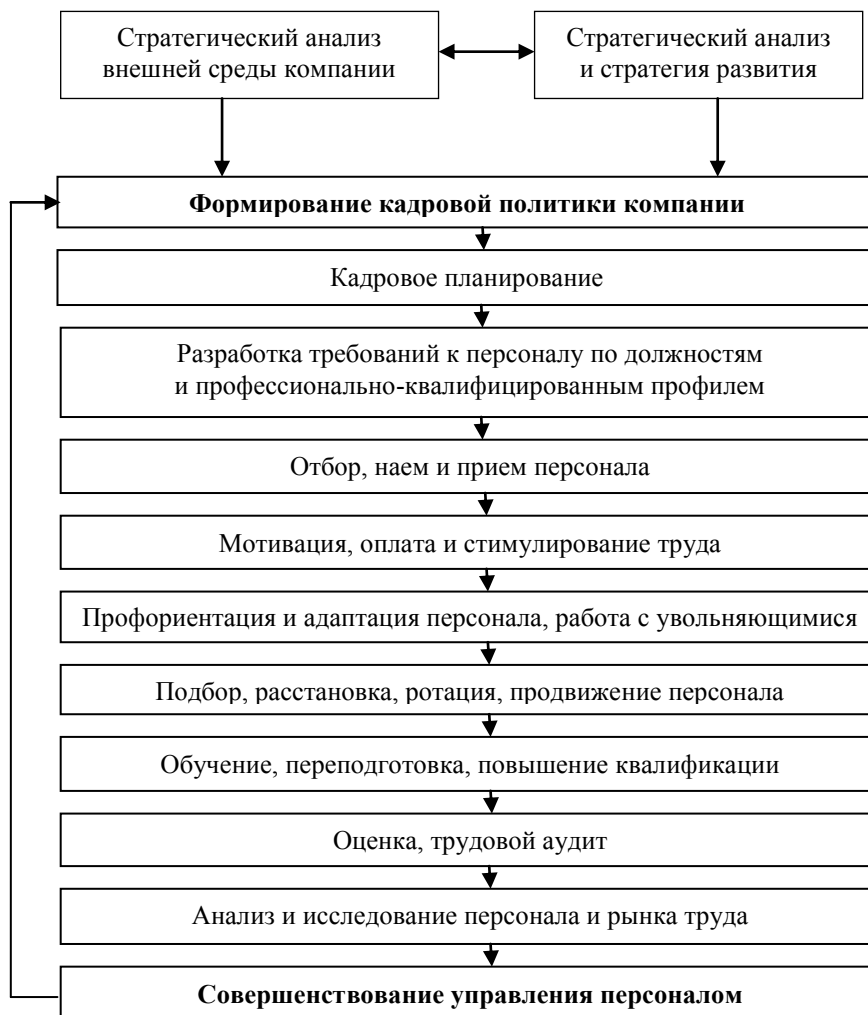 Стратегический анализ
внешней среды компании
Стратегический анализ
и стратегия развития
Формирование кадровой политики компании
Кадровое планирование
Разработка требований к персоналу по должностям
и профессионально-квалифицированным профилем
Отбор, наем и прием персонала
Мотивация, оплата и стимулирование труда
Профориентация и адаптация персонала, работа с увольняющимися
Подбор, расстановка, ротация, продвижение персонала
Обучение, переподготовка, повышение квалификации
Оценка, трудовой аудит
Анализ и исследование персонала и рынка труда
Совершенствование управления персоналом